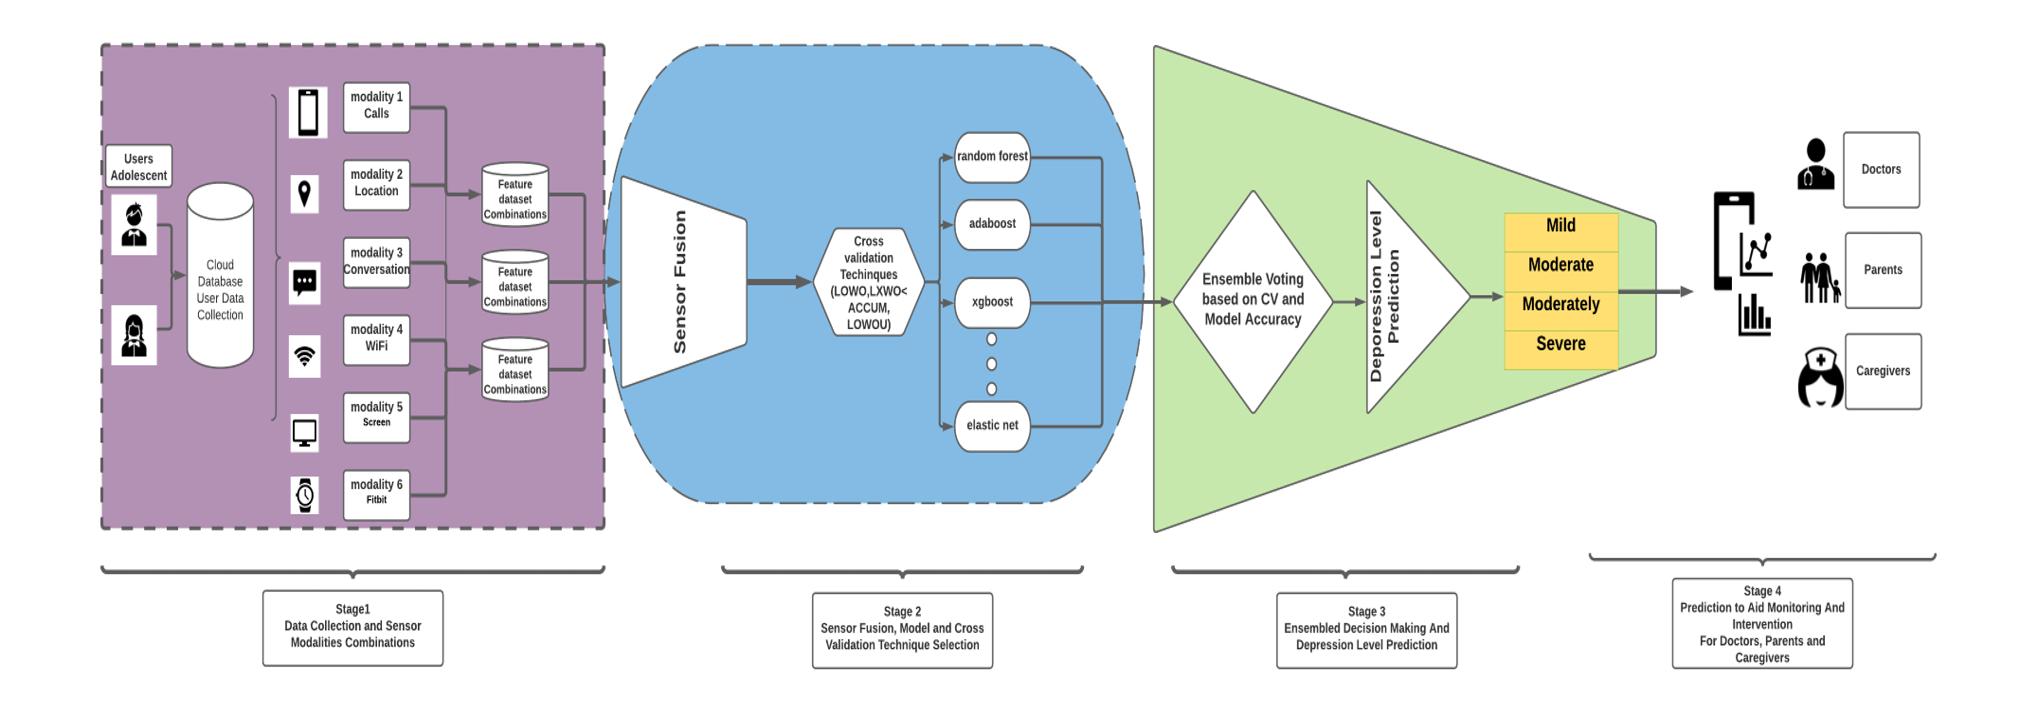 Users
Adolescent
Cloud
Database
User Data
Collection
modality 1
Calls
modality 2
Location
modality 3
Conversation
modality 4
WiFi
modality 5
Screen
modality 6
Fitbit
Feature
dataset
Combinations
Feature
dataset
Combinations
Feature
dataset
Combinations
Sensor Fusion
Cross
validation
Techinques
(LOWO,LXWO<
ACCUM,
LOWOU)
random forest
adaboost
xgboost
elastic net
Ensemble Voting
based on CV and
Model Accuracy
Depression Level
Prediction
Mild
Moderate
Moderately
Severe
Doctors
Parents
Caregivers
Stage1
Data Collection and Sensor
Modalities Combinations
Stage 2
Sensor Fusion, Model and Cross
Validation Technique Selection
Stage 3
Ensembled Decision Making And
Depression Level Prediction
Stage 4
Prediction to Aid Monitoring And
Intervention
For Doctors, Parents and
Caregivers